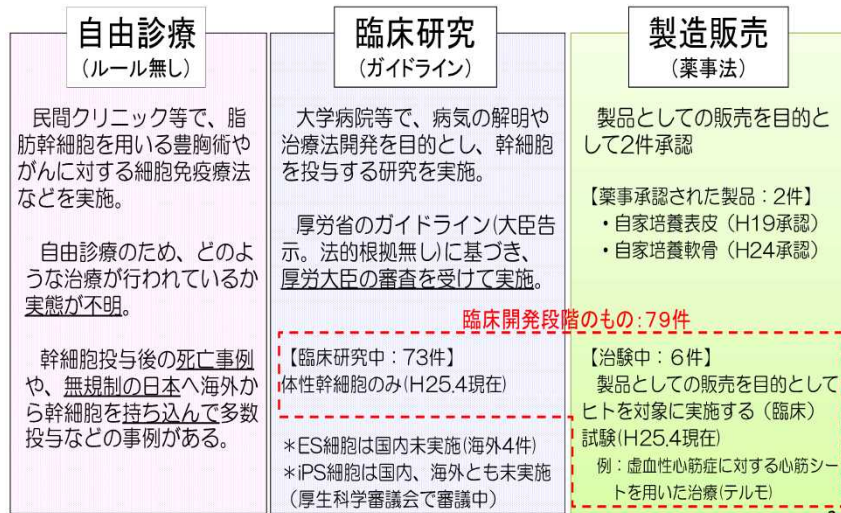 自由診療
(ルール無し)
民間クリニック等で、脂
肪幹細胞を用いる豊胸術や
がんに対する細胞免疫療法
などを実施。
自由診療のため、どのよ
うな治療が行われているか
実態が不明。
幹細胞投与後の死亡事例
や、無規制の日本へ海外か
ら幹細胞を持ち込んで多数
投与などの事例がある。
臨床研究
(ガイドライン)
大学病院等で、病気の解明や
治療法開発を目的とし、幹細胞
を投与する研究を実施。
厚労省のガイドライン(大臣告
示。法的根拠無し)に基づき、
厚労大臣の審査を受けて実施。
臨床開発段階のもの:79件
【臨床研究中:73件】
体性幹細胞のみ(H25.4現在)
*ES細胞は国内未実施(海外4件)
*iPS細胞は国内、海外とも未実施
(厚生科学審議会で審議中)
製造販売
(薬事法)
製品としての販売を目的と
して2件承認
【薬事承認された製品:2件】
・自家培養表皮(H19承認)
・自家培養軟骨(H24承認)
【治験中:6件】
製品としての販売を目的として
ヒトを対象に実施する(臨床)
試験(H25.4現在)
例:虚血性心筋症に対する心筋シー
トを用いた治療(テルモ)